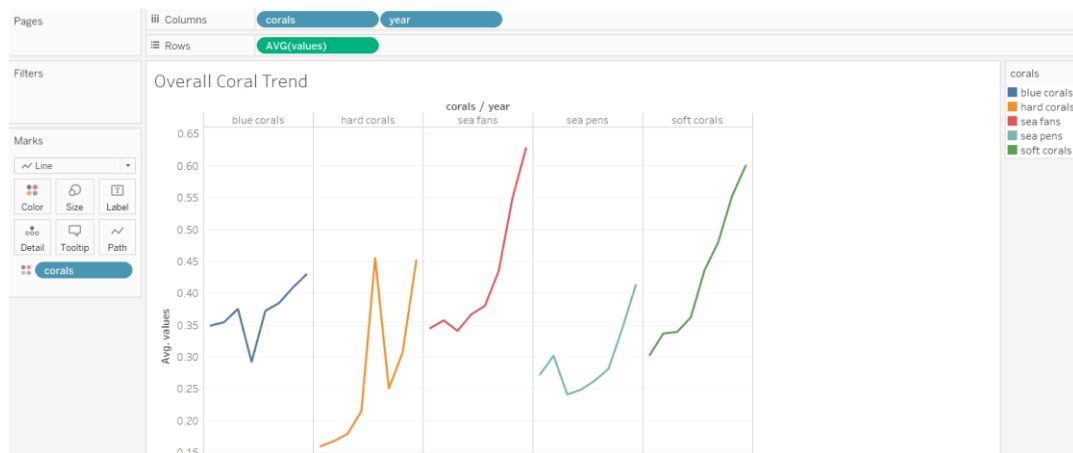 Pages
Columns
corals
year
Rows
AVG(values)
Filters
Marks
Line
Color
Size
Label
Detail
Tooltip
Path
corals
Overall Coral Trend
corals / year
blue corals
hard corals
sea fans
sea pens
soft corals
Avg. values
0.65
0.60
0.55
0.50
0.45
0.40
0.35
0.30
0.25
0.20
0.15
corals
blue corals
hard corals
sea fans
sea pens
soft corals